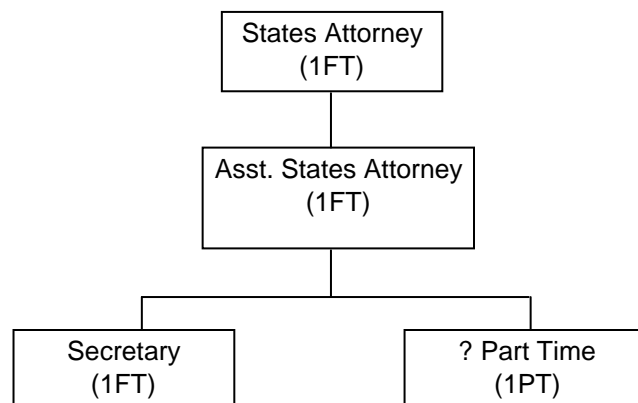 States Attorney
(1FT)
Asst. States Attorney
(1FT)
Secretary
(1FT)
? Part Time
(1PT)